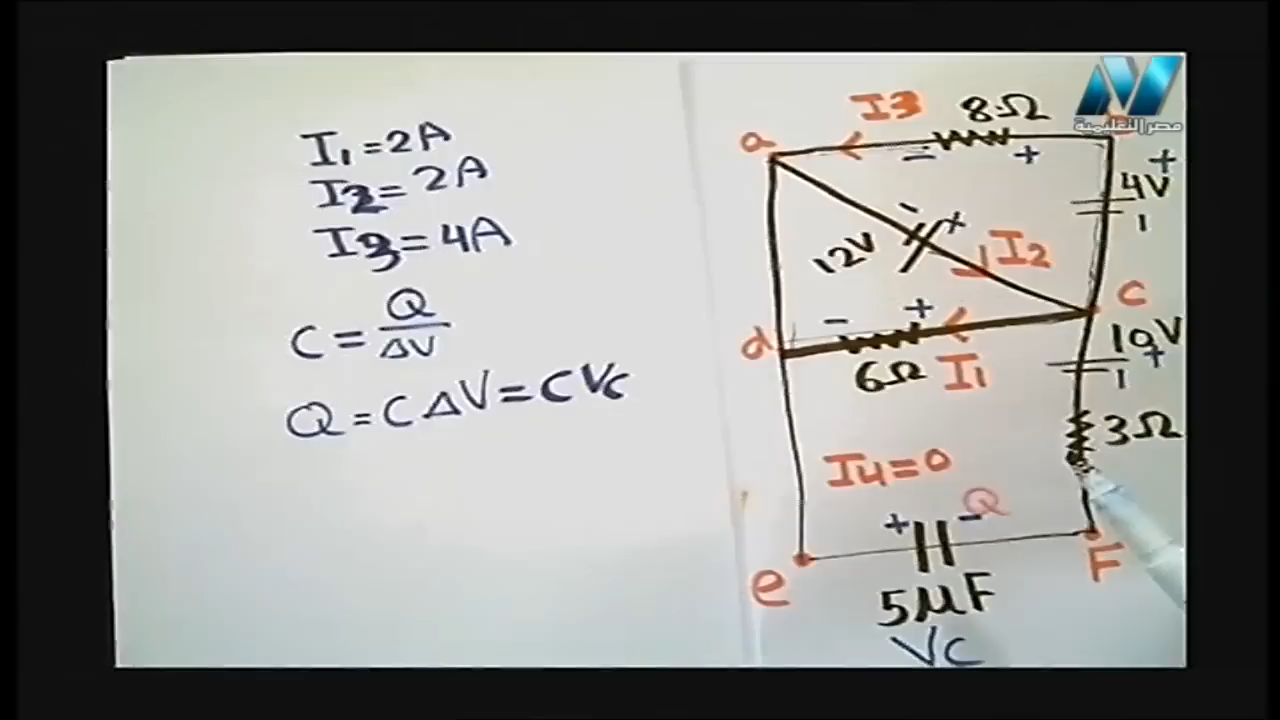 I1 = 2A
I2 = 2A
I3 = 4A
C = Q/ΔV
Q = CΔV = CVc
I3
8Ω
مصر التعليمية
a
-
+
+
4V
-
+
12V
I2
C
-
+
d
6Ω
I1
10V
+
3Ω
I4=0
Q
+
-
e
F
5μF
VC